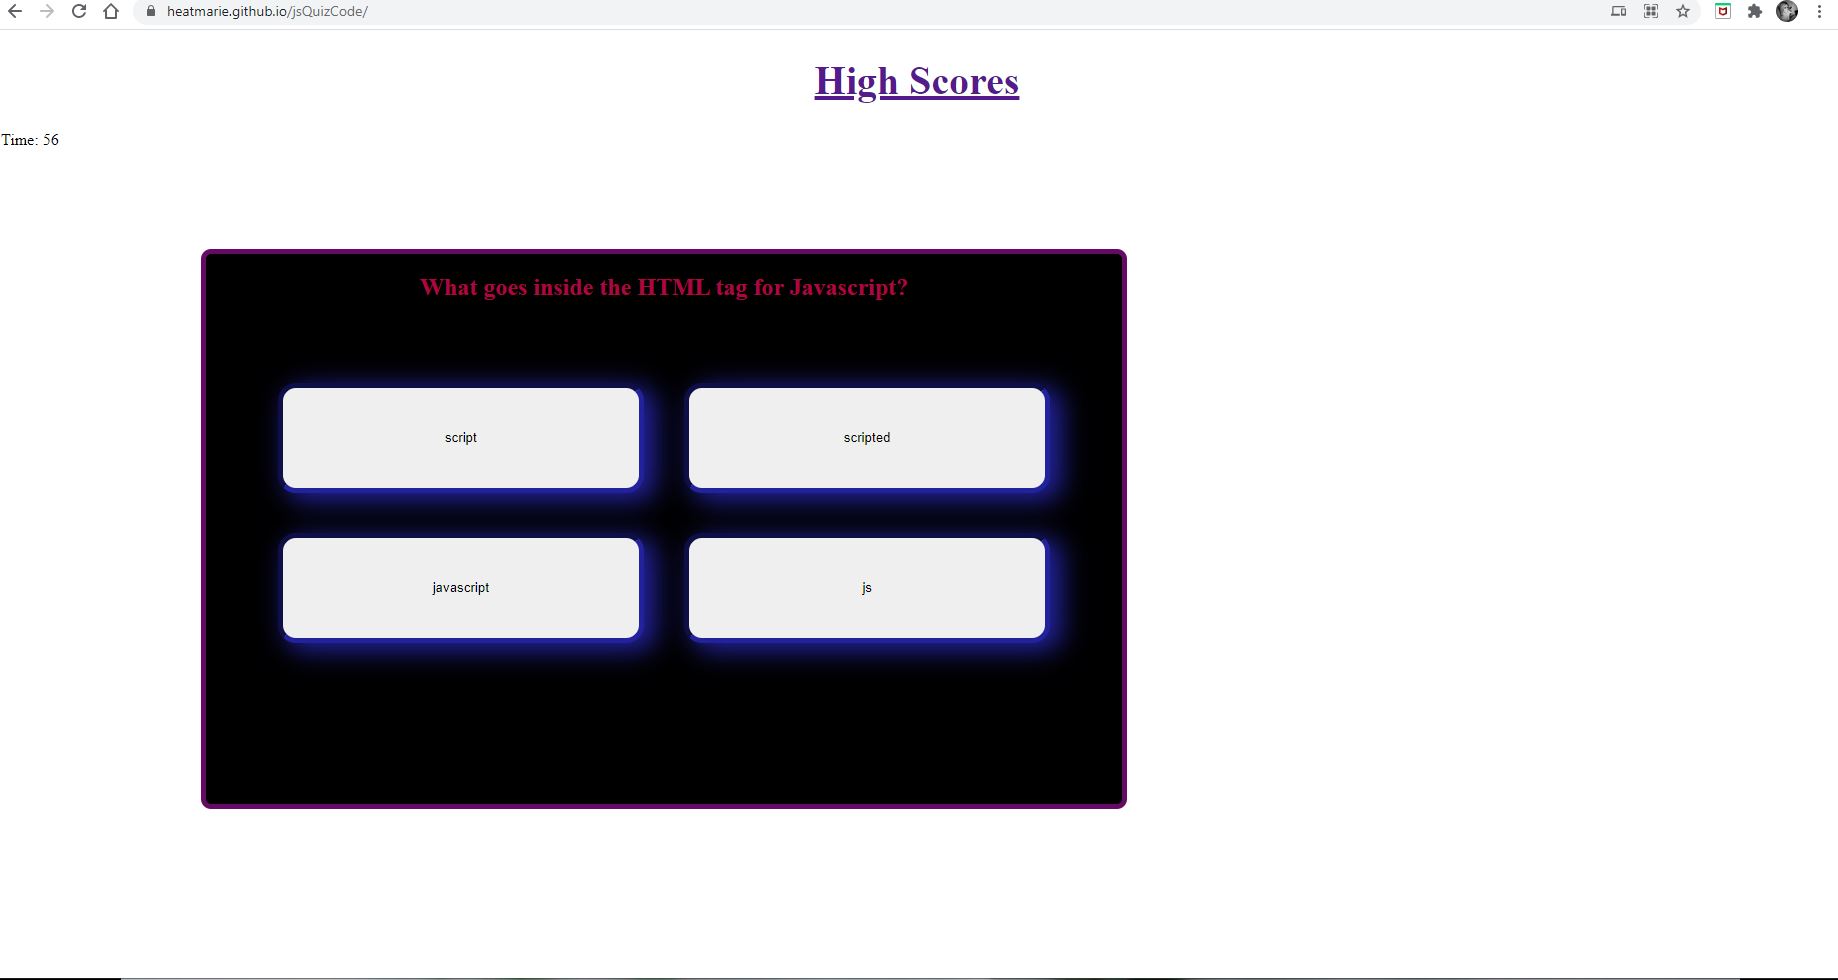 heatmarie.github.io/jsQuizCode/
High Scores
Time: 56
What goes inside the HTML tag for Javascript?
script
scripted
javascript
js